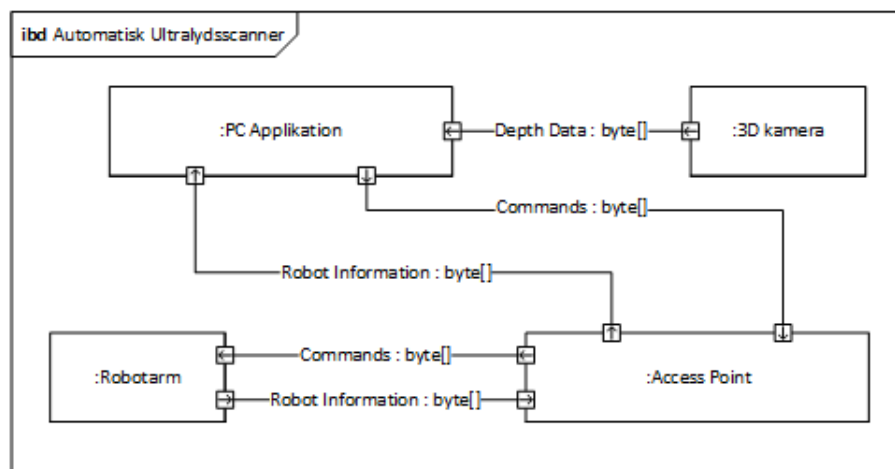 ibd Automatisk Ultralydsscanner
:PC Applikation
Depth Data : byte[]
:3D kamera
Commands : byte[]
Robot Information : byte[]
:Robotarm
Commands : byte[]
:Access Point
Robot Information : byte[]